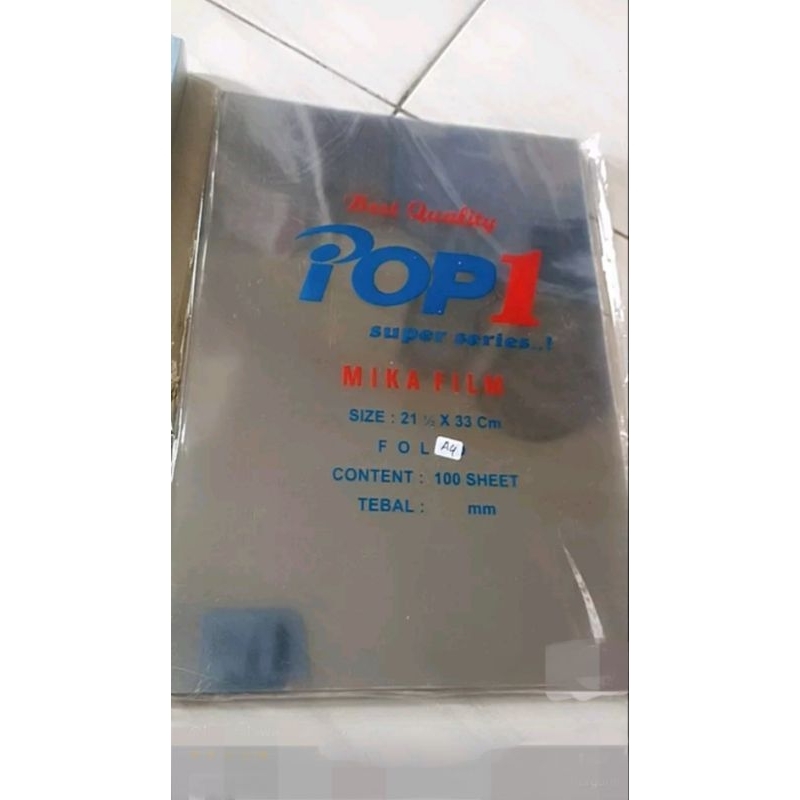 Best Quality
POP1
super series..!
MIKA FILM
SIZE : 21 ½ X 33 Cm
F O L A4
CONTENT : 100 SHEET
TEBAL : mm